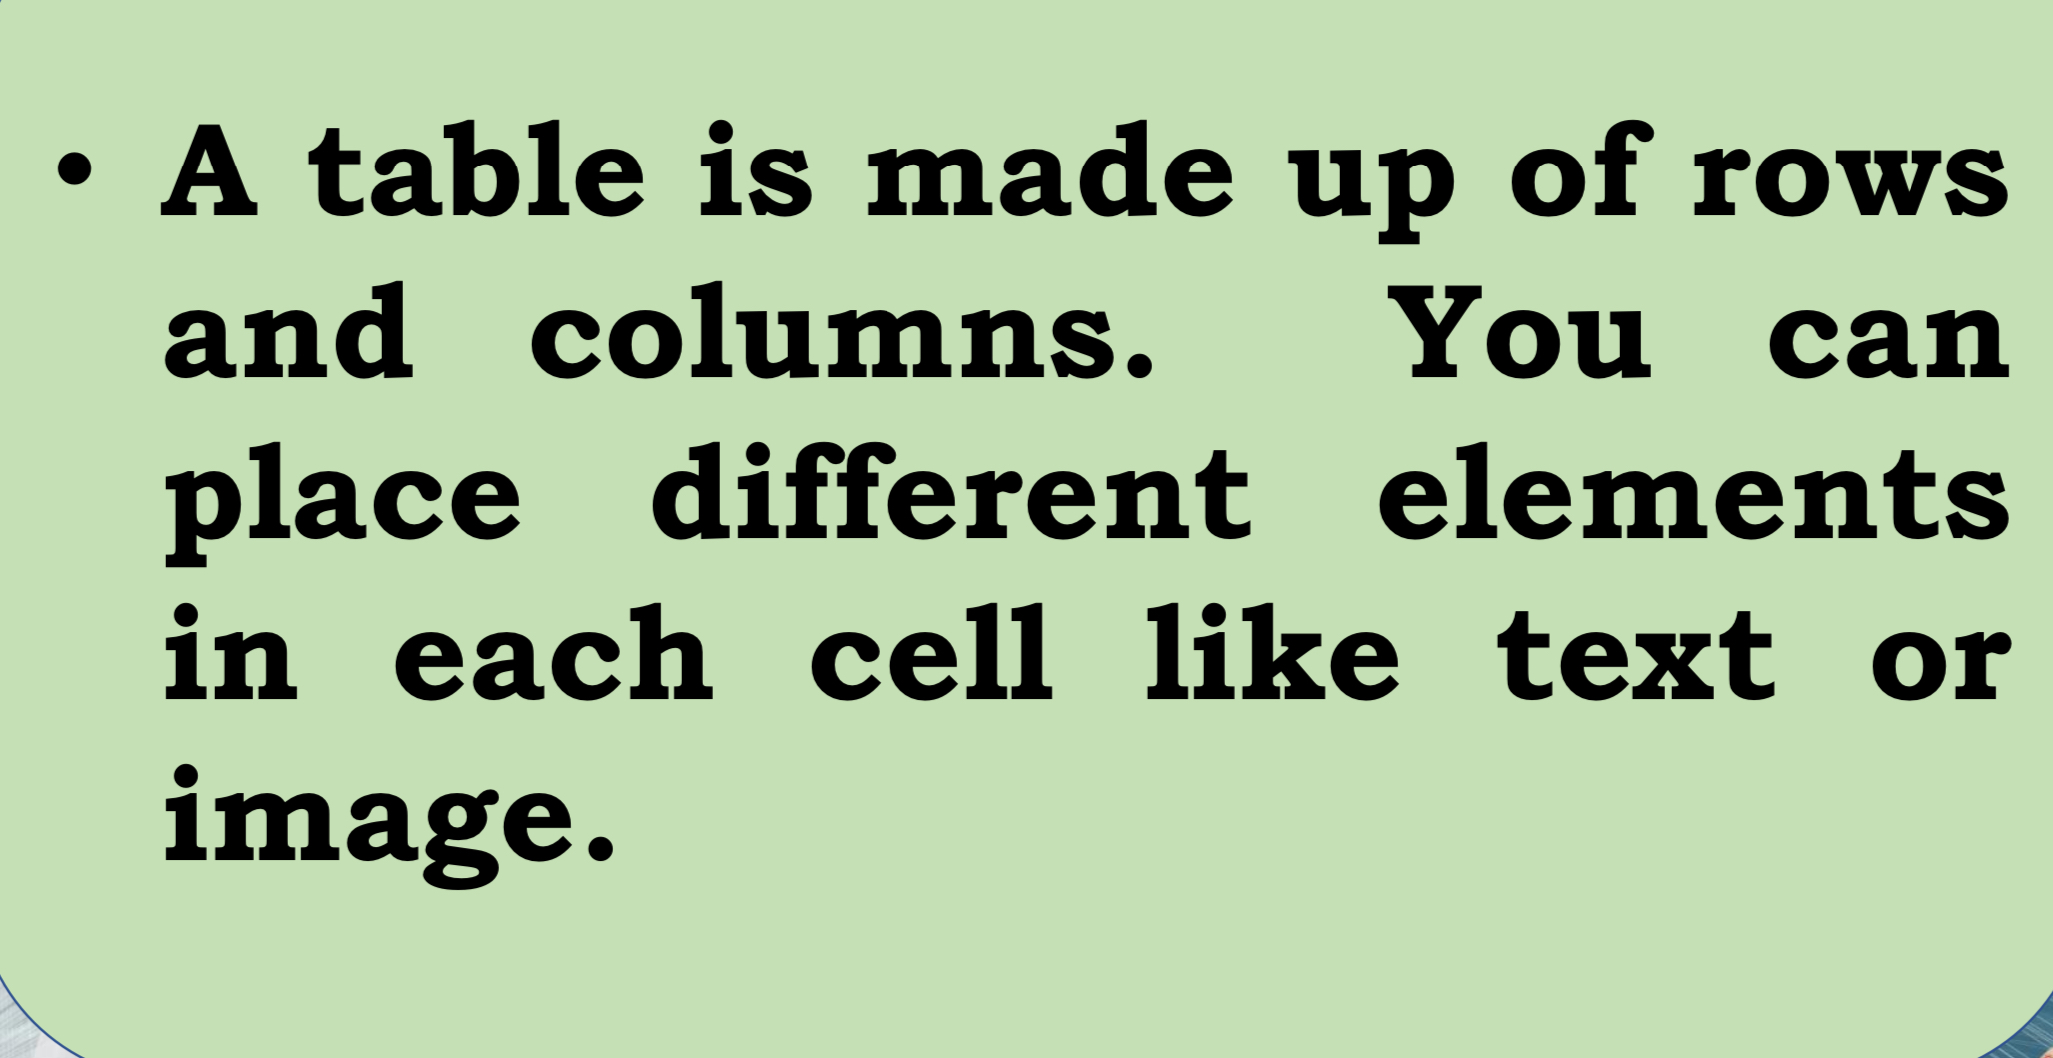 • A table is made up of rows
and columns.  You can
place different elements
in each cell like text or
image.